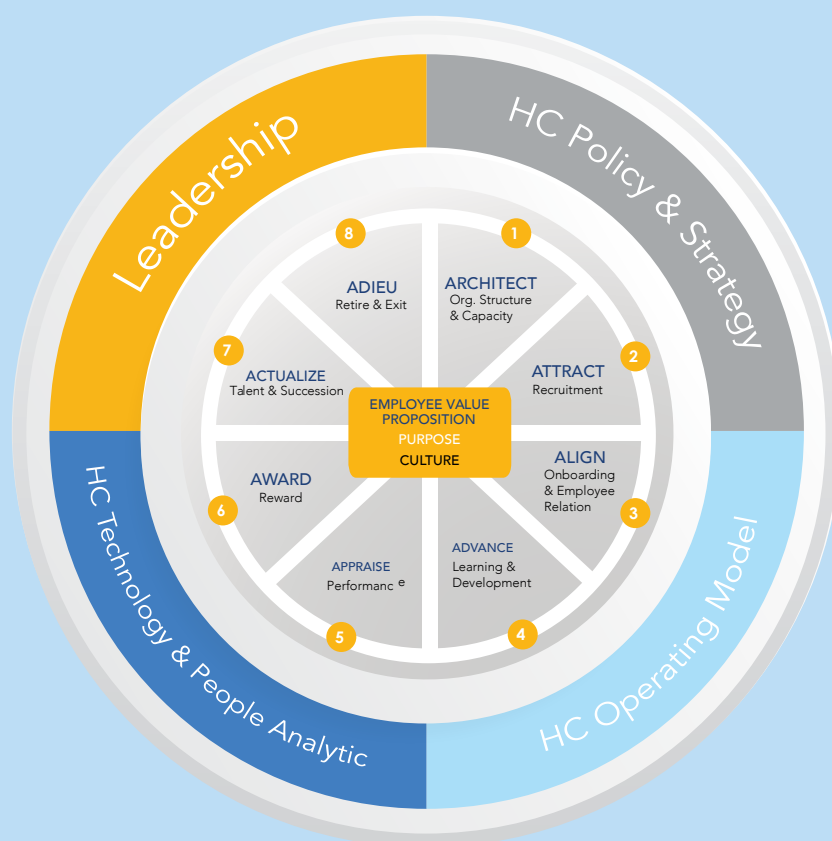 Leadership
HC Policy & Strategy
HC Operating Model
HC Technology & People Analytic
1
ARCHITECT
Org. Structure
& Capacity
2
ATTRACT
Recruitment
3
ALIGN
Onboarding
& Employee
Relation
4
ADVANCE
Learning &
Development
5
APPRAISE
Performanc e
6
AWARD
Reward
7
ACTUALIZE
Talent & Succession
8
ADIEU
Retire & Exit
EMPLOYEE VALUE
PROPOSITION
PURPOSE
CULTURE